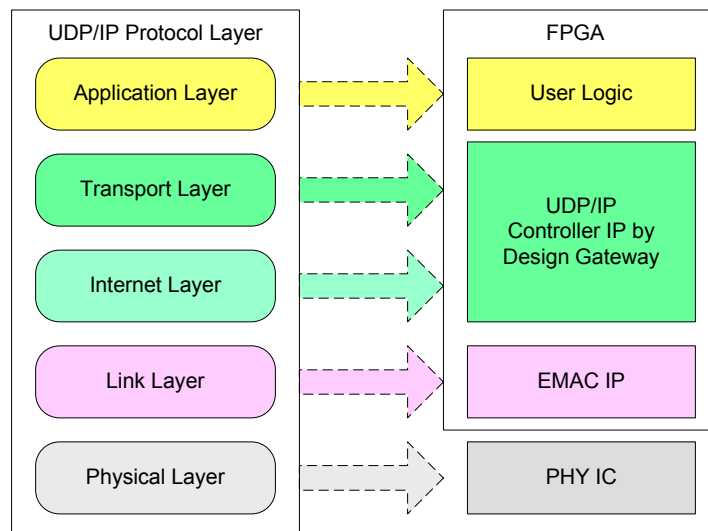 UDP/IP Protocol Layer
FPGA
Application Layer
User Logic
Transport Layer
UDP/IP
Controller IP by
Design Gateway
Internet Layer
Link Layer
EMAC IP
Physical Layer
PHY IC